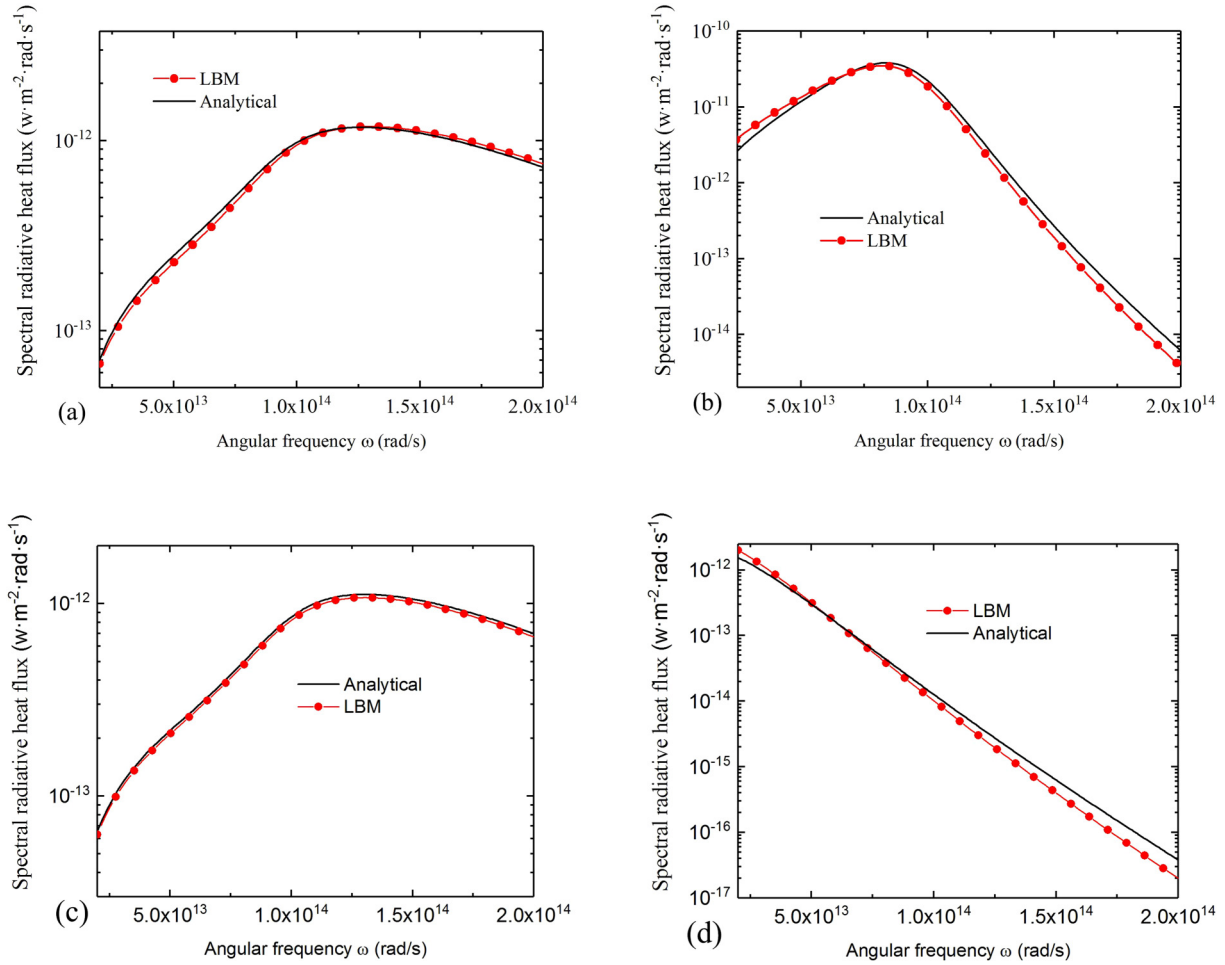 Spectral radiative heat flux (w·m⁻²·rad·s⁻¹)
LBM
Analytical
10⁻¹²
10⁻¹³
5.0x10¹³
1.0x10¹⁴
1.5x10¹⁴
2.0x10¹⁴
Angular frequency ω (rad/s)
(a)
Spectral radiative heat flux (w·m⁻²·rad·s⁻¹)
10⁻¹⁰
10⁻¹¹
10⁻¹²
10⁻¹³
10⁻¹⁴
Analytical
LBM
5.0x10¹³
1.0x10¹⁴
1.5x10¹⁴
2.0x10¹⁴
Angular frequency ω (rad/s)
(b)
Spectral radiative heat flux (w·m⁻²·rad·s⁻¹)
10⁻¹²
10⁻¹³
Analytical
LBM
5.0x10¹³
1.0x10¹⁴
1.5x10¹⁴
2.0x10¹⁴
Angular frequency ω (rad/s)
(c)
Spectral radiative heat flux (w·m⁻²·rad·s⁻¹)
10⁻¹²
10⁻¹³
10⁻¹⁴
10⁻¹⁵
10⁻¹⁶
10⁻¹⁷
LBM
Analytical
5.0x10¹³
1.0x10¹⁴
1.5x10¹⁴
2.0x10¹⁴
Angular frequency ω (rad/s)
(d)